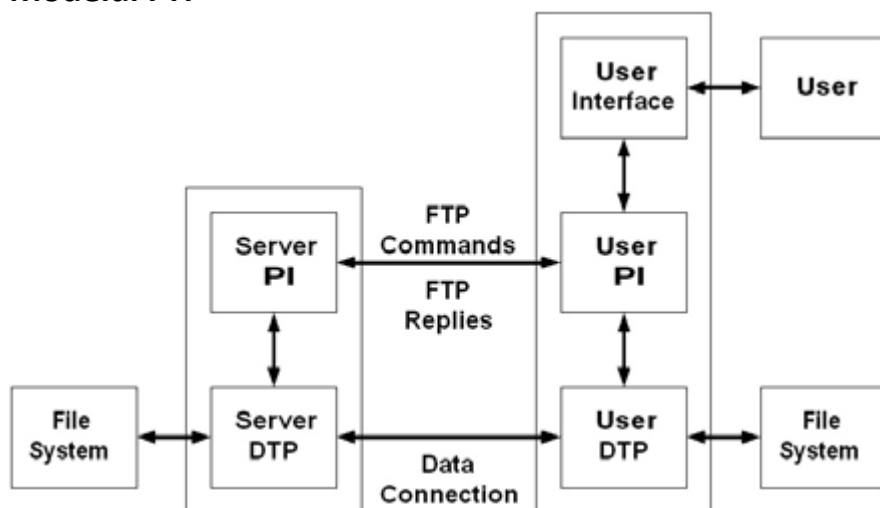 User
Interface
User
FTP
Commands
Server
PI
User
PI
FTP
Replies
File
System
Server
DTP
User
DTP
File
System
Data
Connection